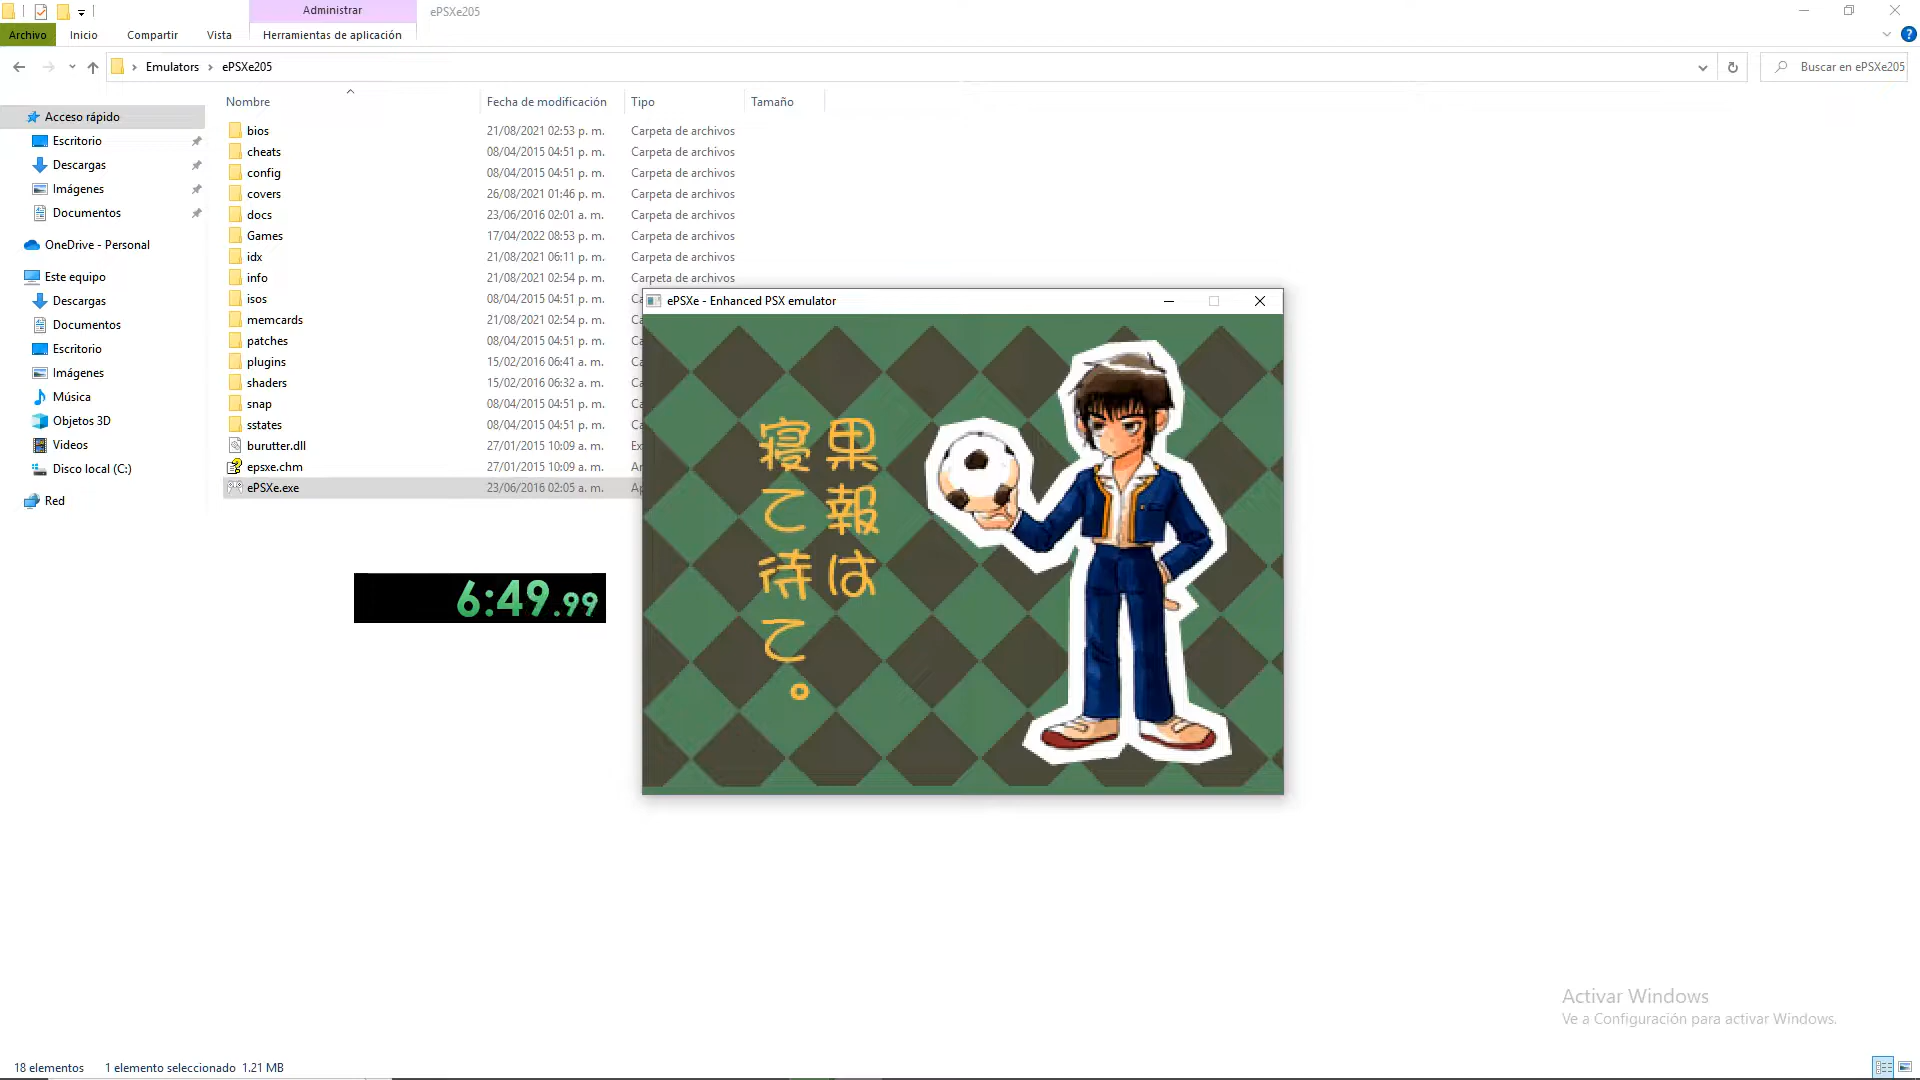 Administrar
ePSXe205
Archivo
Inicio
Compartir
Vista
Herramientas de aplicación
Emulators
ePSXe205
Buscar en ePSXe205
Nombre
Fecha de modificación
Tipo
Tamaño
Acceso rápido
Escritorio
Descargas
Imágenes
Documentos
OneDrive - Personal
Este equipo
Descargas
Documentos
Escritorio
Imágenes
Música
Objetos 3D
Videos
Disco local (C:)
Red
bios 21/08/2021 02:53 p. m. Carpeta de archivos
cheats 08/04/2015 04:51 p. m. Carpeta de archivos
config 08/04/2015 04:51 p. m. Carpeta de archivos
covers 26/08/2021 01:46 p. m. Carpeta de archivos
docs 23/06/2016 02:01 a. m. Carpeta de archivos
Games 17/04/2022 08:53 p. m. Carpeta de archivos
idx 21/08/2021 06:11 p. m. Carpeta de archivos
info 21/08/2021 02:54 p. m. Carpeta de archivos
isos 08/04/2015 04:51 p. m.
memcards 21/08/2021 02:54 p. m.
patches 08/04/2015 04:51 p. m.
plugins 15/02/2016 06:41 a. m.
shaders 15/02/2016 06:32 a. m.
snap 08/04/2015 04:51 p. m.
sstates 08/04/2015 04:51 p. m.
burutter.dll 27/01/2015 10:09 a. m.
epsxe.chm 27/01/2015 10:09 a. m.
ePSXe.exe 23/06/2016 02:05 a. m.
ePSXe - Enhanced PSX emulator
果報は
寝て待て。
6:49.99
Activar Windows
Ve a Configuración para activar Windows.
18 elementos
1 elemento seleccionado 1.21 MB